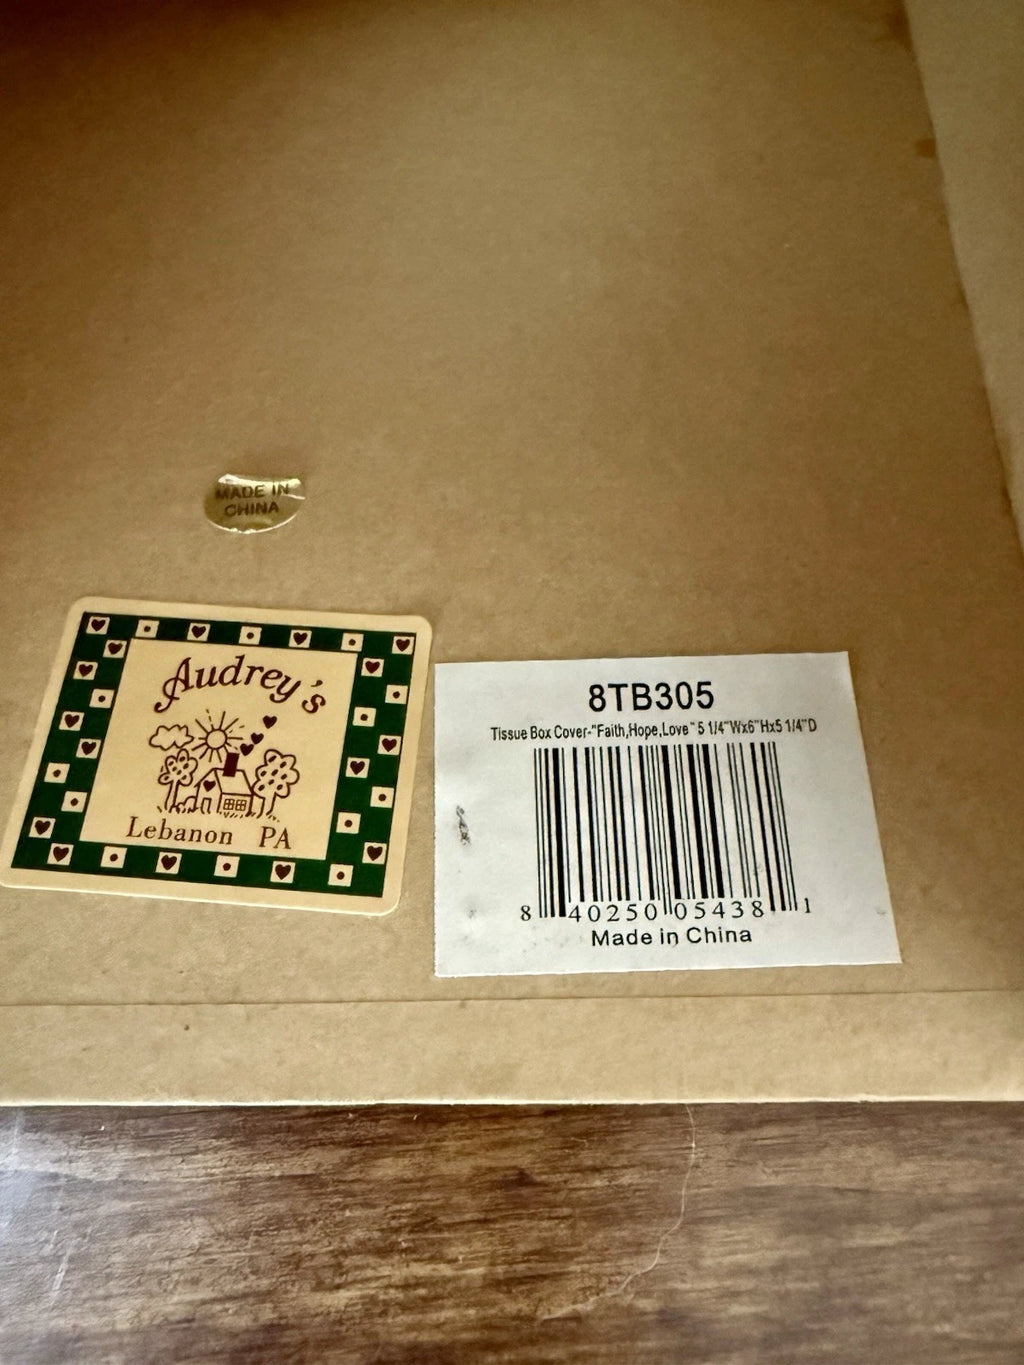 MADE IN
CHINA
Audrey's
Lebanon PA
8TB305
Tissue Box Cover-"Faith,Hope,Love" 5 1/4"Wx6"Hx5 1/4"D
8 40250 05438 1
Made in China